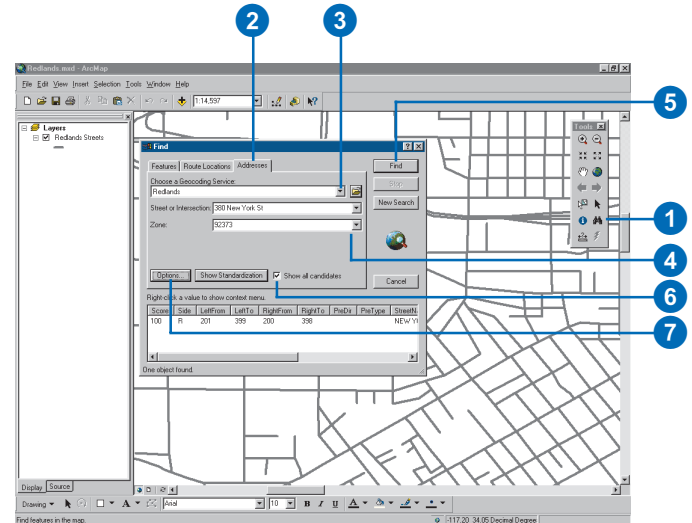 2 3
Redlands.mxd - ArcMap
File Edit View Insert Selection Tools Window Help
1:14,597
5
Layers
Redlands Streets
Tools
Find
Features Route Locations Addresses
Find
Choose a Geocoding Service:
Redlands
Stop
Street or Intersection: 380 New York St
New Search
Zone: 92373
1
4
Options... Show Standardization Show all candidates
Cancel
6
Right-click a value to show context menu.
7
Score Side LeftFrom LeftTo RightFrom RightTo PreDir PreType StreetN
100 R 201 399 200 398 NEW Y
One object found.
Display Source
Drawing A Arial 10 B I U A
Find features in the map. -117.20 34.05 Decimal Degree